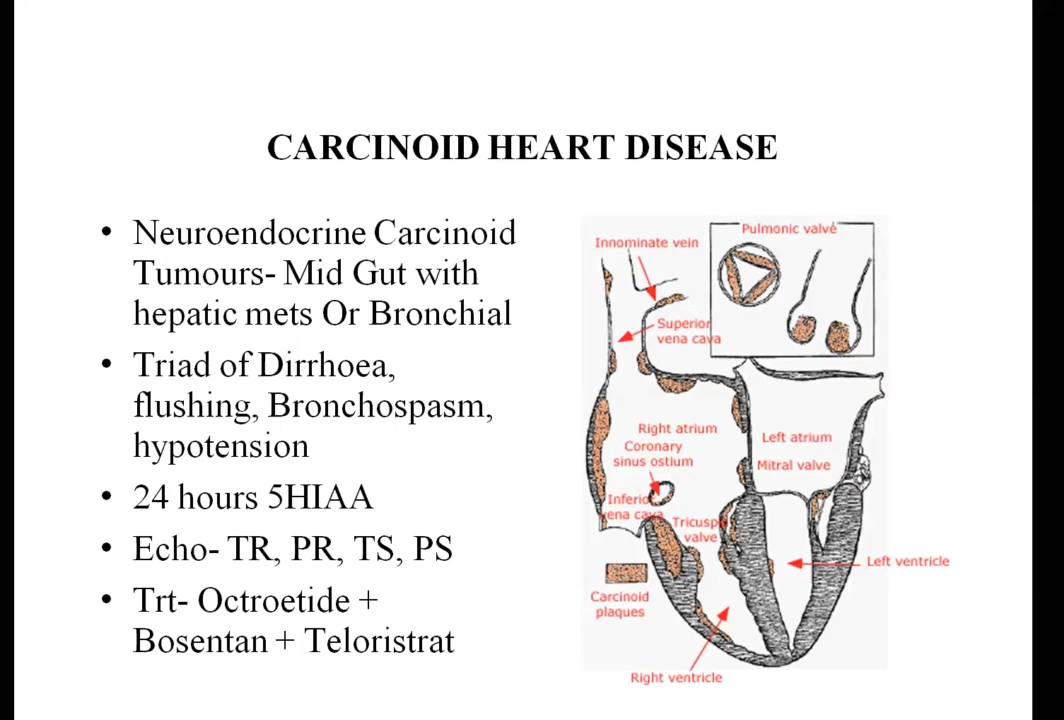 CARCINOID HEART DISEASE
• Neuroendocrine Carcinoid
Tumours- Mid Gut with
hepatic mets Or Bronchial
• Triad of Dirrhoea,
flushing, Bronchospasm,
hypotension
• 24 hours 5HIAA
• Echo- TR, PR, TS, PS
• Trt- Octroetide +
Bosentan + Teloristrat
Pulmonic valve
Innominate vein
Superior
vena cava
Right atrium
Coronary
sinus ostium
Left atrium
Mitral valve
Inferior
vena cava
Tricuspid
valve
Left ventricle
Carcinoid
plaques
Right ventricle